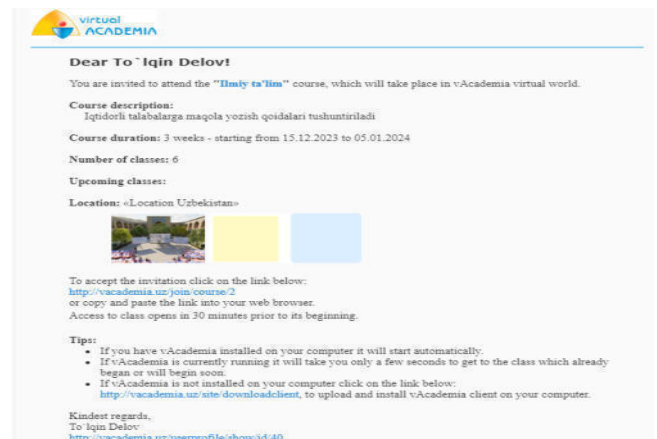 virtual
ACADEMIA
Dear To`lqin Delov!
You are invited to attend the "Ilmiy ta'lim" course, which will take place in vAcademia virtual world.
Course description:
Iqtidorli talabalarga maqola yozish qoidalari tushuntiriladi
Course duration: 3 weeks - starting from 15.12.2023 to 05.01.2024
Number of classes: 6
Upcoming classes:
Location: «Location Uzbekistan»
To accept the invitation click on the link below:
http://vacademia.uz/join/course/2
or copy and paste the link into your web browser.
Access to class opens in 30 minutes prior to its beginning.
Tips:
• If you have vAcademia installed on your computer it will start automatically.
• If vAcademia is currently running it will take you only a few seconds to get to the class which already
began or will begin soon.
• If vAcademia is not installed on your computer click on the link below:
http://vacademia.uz/site/downloadclient, to upload and install vAcademia client on your computer.
Kindest regards,
To`lqin Delov
http://vacademia.uz/userprofile/show/id/40